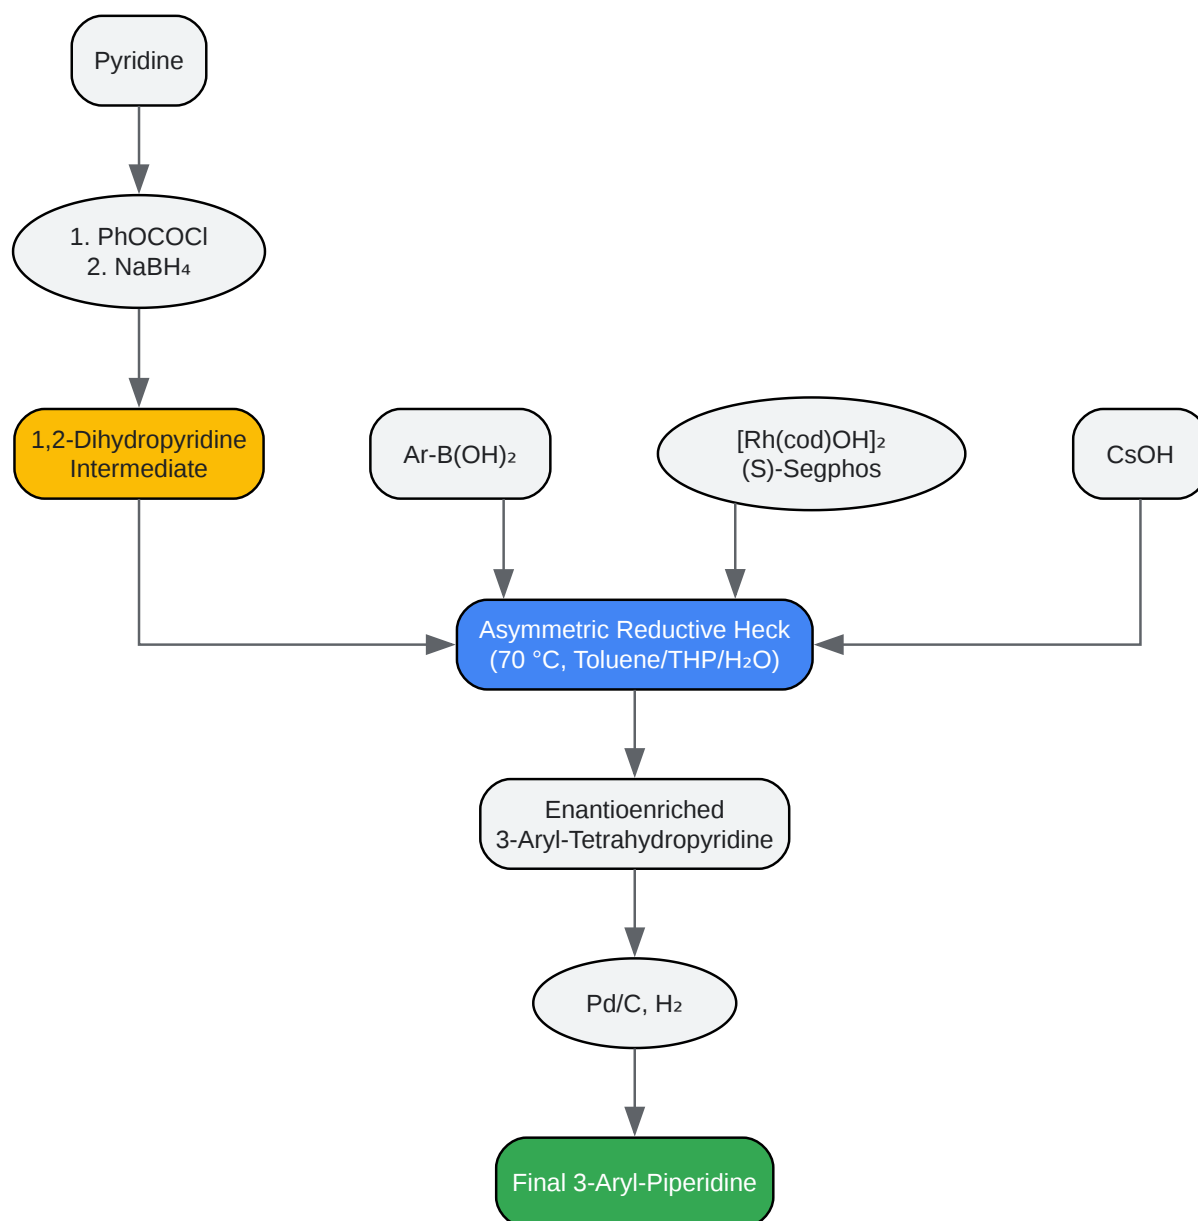 Pyridine
1. PhOCOCl
2. NaBH₄
1,2-Dihydropyridine
Intermediate
Ar-B(OH)₂
[Rh(cod)OH]₂
(S)-Segphos
CsOH
Asymmetric Reductive Heck
(70 °C, Toluene/THP/H₂O)
Enantioenriched
3-Aryl-Tetrahydropyridine
Pd/C, H₂
Final 3-Aryl-Piperidine